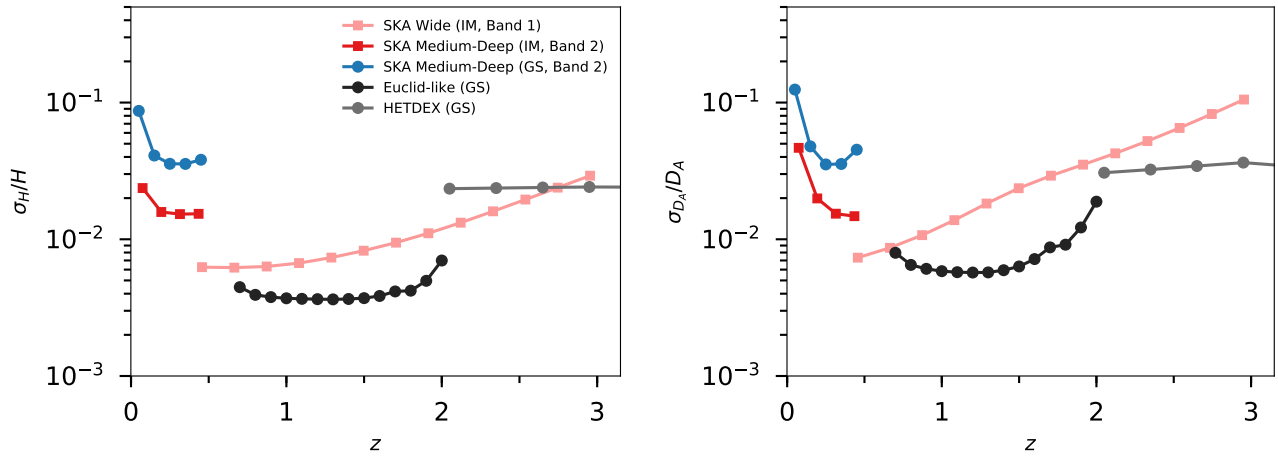 SKA Wide (IM, Band 1)
SKA Medium-Deep (IM, Band 2)
SKA Medium-Deep (GS, Band 2)
Euclid-like (GS)
HETDEX (GS)
σ_H/H
10^{-1}
10^{-2}
10^{-3}
0 1 2 3
z
σ_{D_A}/D_A
10^{-1}
10^{-2}
10^{-3}
0 1 2 3
z